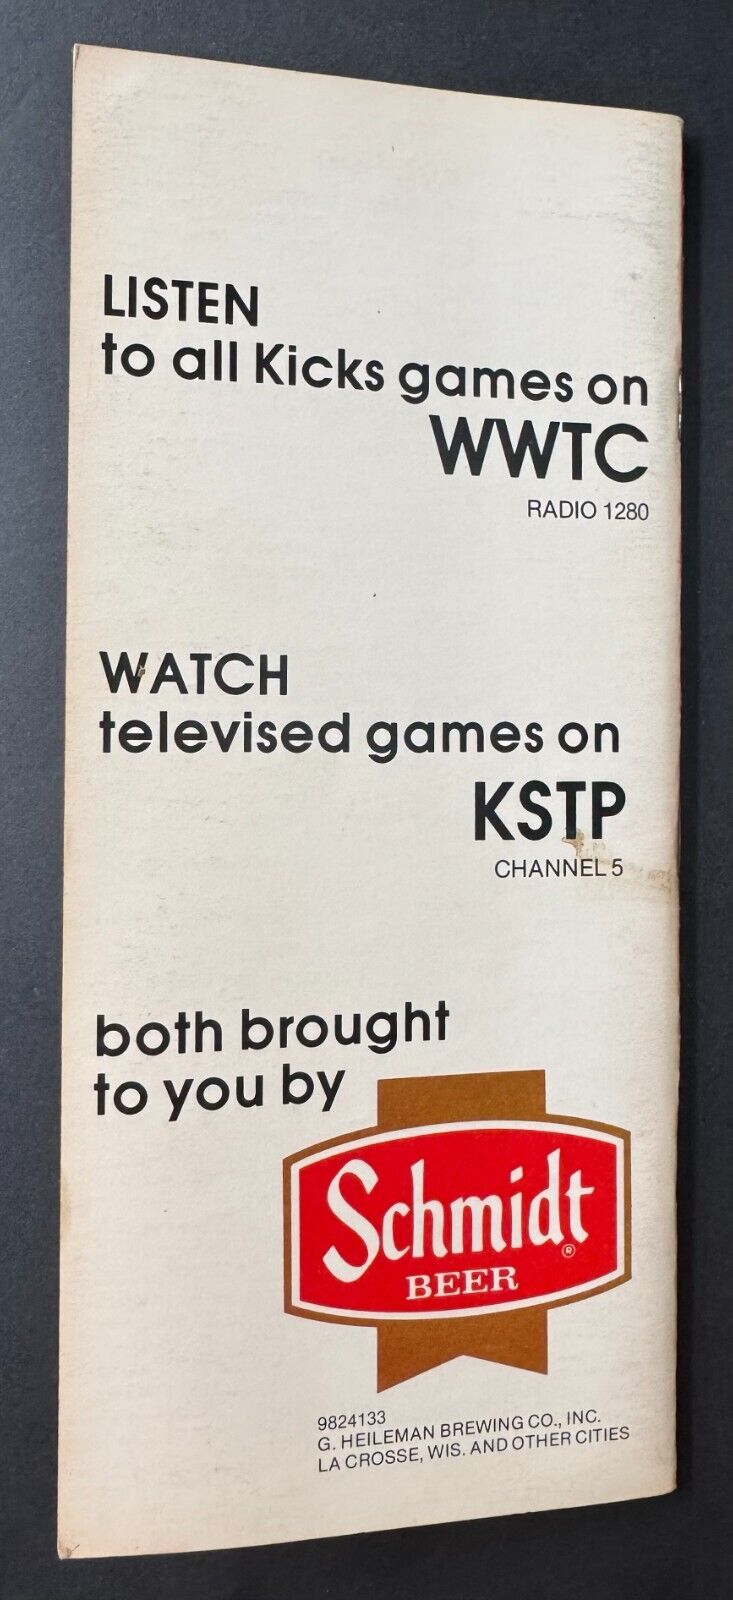 LISTEN
to all Kicks games on
WWTC
RADIO 1280
WATCH
televised games on
KSTP
CHANNEL 5
both brought
to you by
Schmidt
®
BEER
9824133
G. HEILEMAN BREWING CO., INC.
LA CROSSE, WIS. AND OTHER CITIES